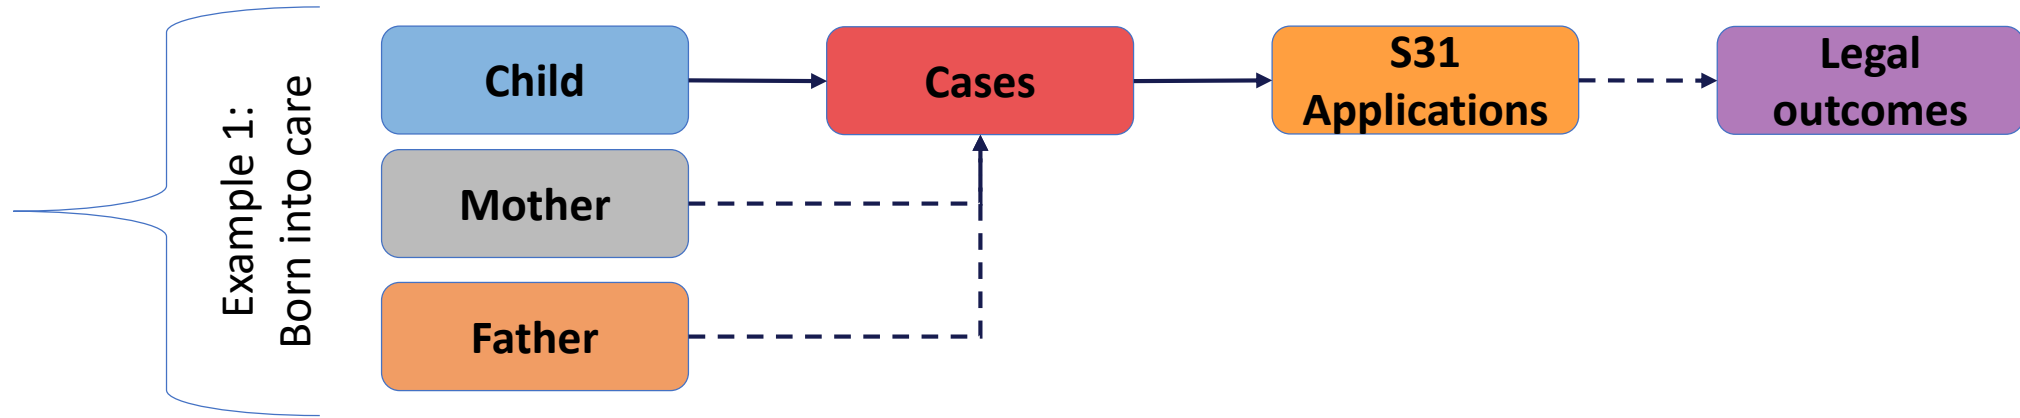 Example 1:
Born into care
Child
Mother
Father
Cases
S31
Applications
Legal
outcomes